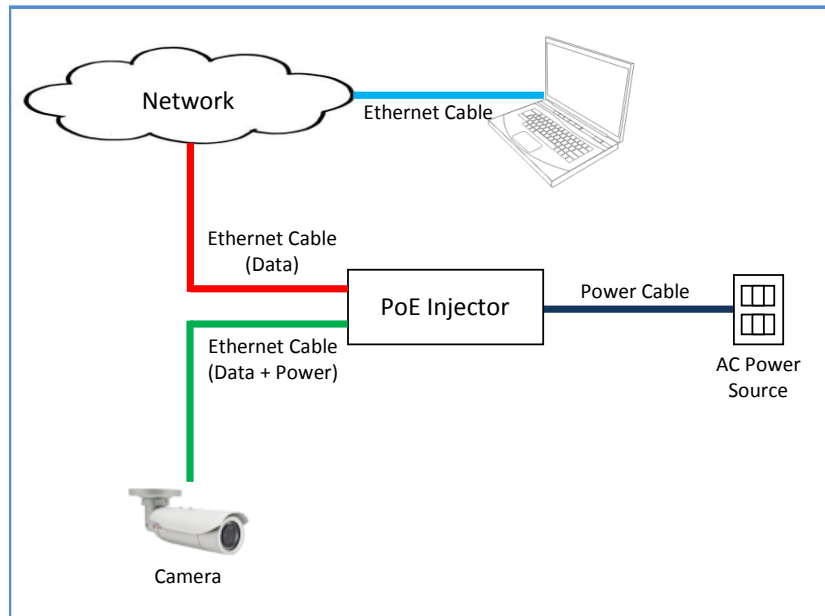 Network
Ethernet Cable
Ethernet Cable
(Data)
PoE Injector
Power Cable
Ethernet Cable
(Data + Power)
AC Power
Source
Camera